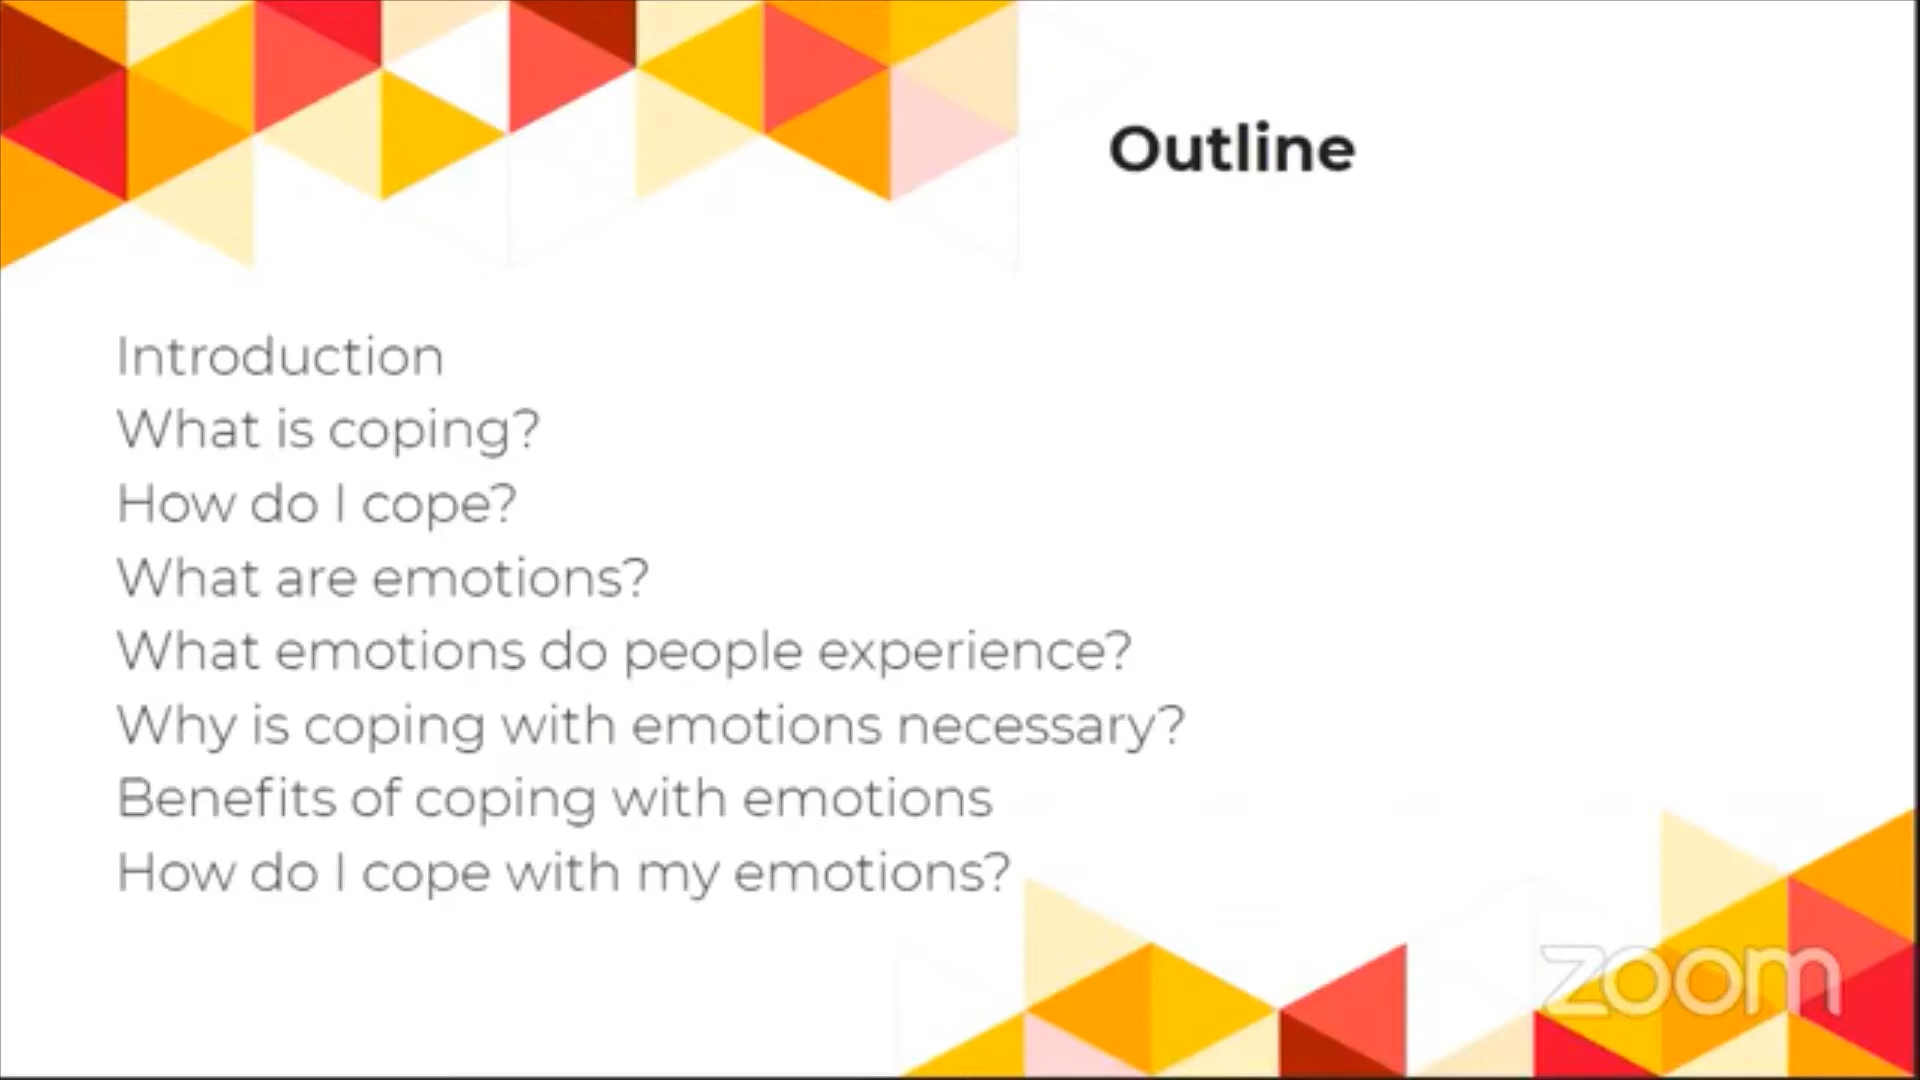 Outline
Introduction
What is coping?
How do I cope?
What are emotions?
What emotions do people experience?
Why is coping with emotions necessary?
Benefits of coping with emotions
How do I cope with my emotions?
zoom